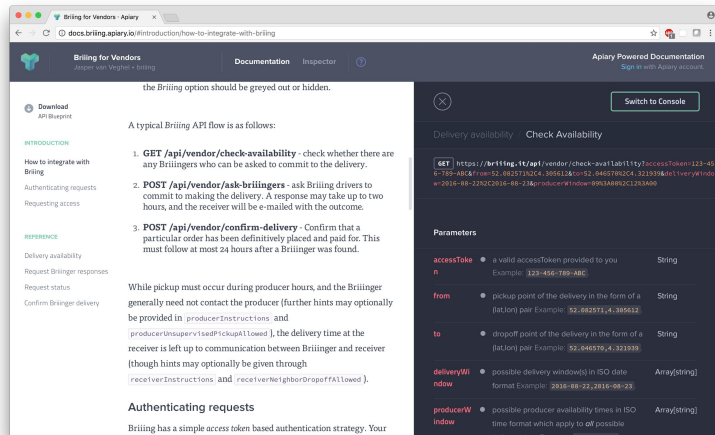 Briiing for Vendors · Apiary
docs.briiing.apiary.io/#introduction/how-to-integrate-with-briiing
Briiing for Vendors
Jasper van Veghel • briiing
Documentation
Inspector
Apiary Powered Documentation
Sign in with Apiary account.
Download
API Blueprint
INTRODUCTION
How to integrate with
Briiing
Authenticating requests
Requesting access
REFERENCE
Delivery availability
Request Briiinger responses
Request status
Confirm Briiinger delivery
the Briiing option should be greyed out or hidden.
A typical Briiing API flow is as follows:
1. GET /api/vendor/check-availability - check whether there are
any Briiingers who can be asked to commit to the delivery.
2. POST /api/vendor/ask-briiingers - ask Briiing drivers to
commit to making the delivery. A response may take up to two
hours, and the receiver will be e-mailed with the outcome.
3. POST /api/vendor/confirm-delivery - Confirm that a
particular order has been definitively placed and paid for. This
must follow at most 24 hours after a Briiinger was found.
While pickup must occur during producer hours, and the Briiinger
generally need not contact the producer (further hints may optionally
be provided in producerInstructions and
producerUnsupervisedPickupAllowed ), the delivery time at the
receiver is left up to communication between Briiinger and receiver
(though hints may optionally be given through
receiverInstructions and receiverNeighborDropoffAllowed ).
Authenticating requests
Briiing has a simple access token based authentication strategy. Your
Switch to Console
Delivery availability / Check Availability
GET https://briiing.it/api/vendor/check-availability?accessToken=123-45
6-789-ABC&from=52.082571%2C4.305612&to=52.046570%2C4.321939&deliveryWindo
w=2016-08-22%2C2016-08-23&producerWindow=09%3A00%2C12%3A00
Parameters
accessToke
n
a valid accessToken provided to you
Example: 123-456-789-ABC
String
from
pickup point of the delivery in the form of a
(lat,lon) pair Example: 52.082571,4.305612
String
to
dropoff point of the delivery in the form of a
(lat,lon) pair Example: 52.046570,4.321939
String
deliveryWi
ndow
possible delivery window(s) in ISO date
format Example: 2016-08-22,2016-08-23
Array[string]
producerW
indow
possible producer availability times in ISO
time format which apply to all possible
Array[string]